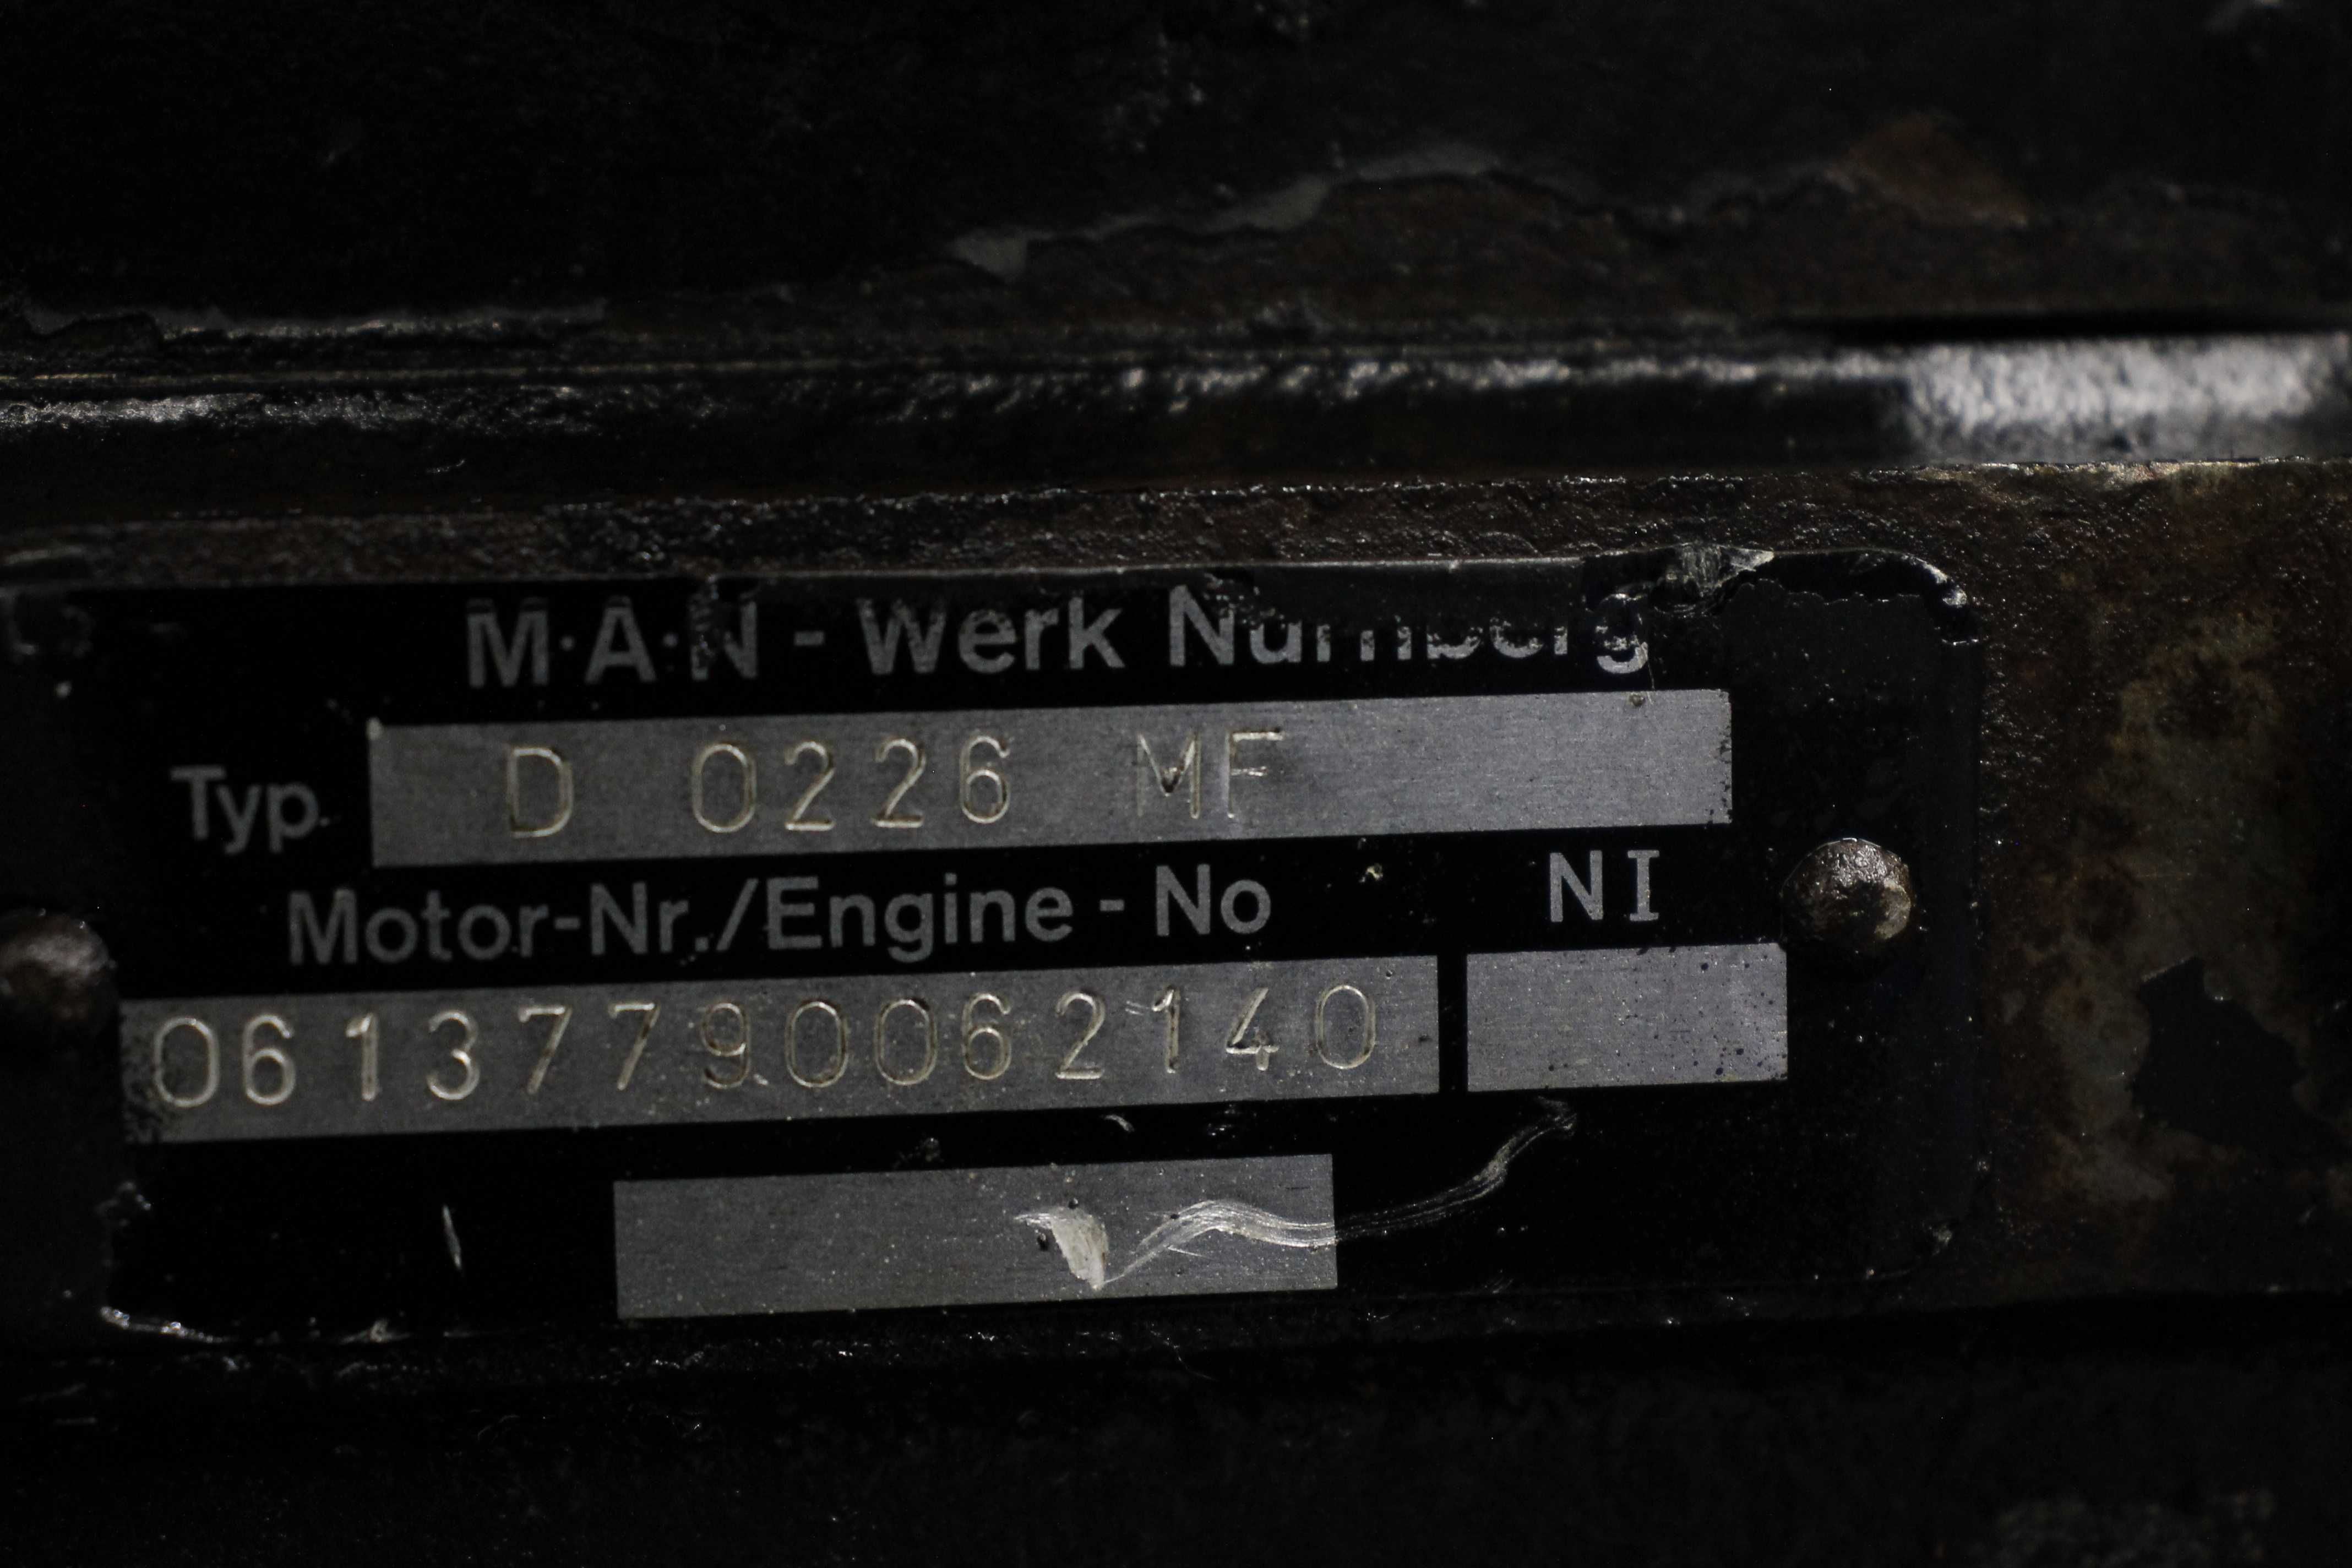 M·A·N - Werk Nürnberg
Typ D 0226 MF
Motor-Nr./Engine - No NI
06137790062140